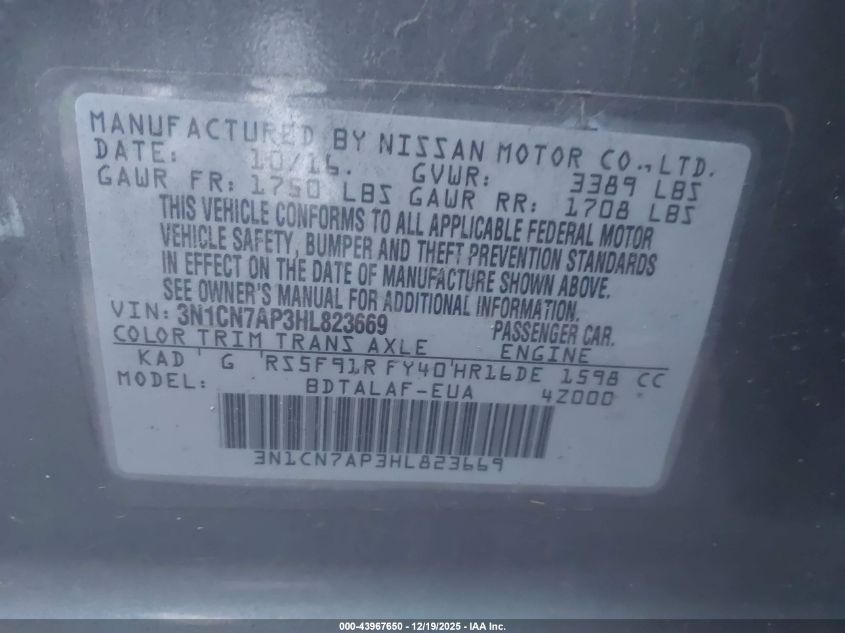 MANUFACTURED BY NISSAN MOTOR CO., LTD.
DATE: 10/16. GVWR: 3389 LBS
GAWR FR: 1750 LBS GAWR RR: 1708 LBS
THIS VEHICLE CONFORMS TO ALL APPLICABLE FEDERAL MOTOR
VEHICLE SAFETY, BUMPER AND THEFT PREVENTION STANDARDS
IN EFFECT ON THE DATE OF MANUFACTURE SHOWN ABOVE.
SEE OWNER'S MANUAL FOR ADDITIONAL INFORMATION.
VIN: 3N1CN7AP3HL823669 PASSENGER CAR.
COLOR TRIM TRANS AXLE ENGINE
KAD ' G 'RS5F91R FY40'HR16DE 1598 CC
MODEL: BDTALAF-EUA 4Z000
3N1CN7AP3HL823669
000-43967650 - 12/19/2025 - IAA Inc.